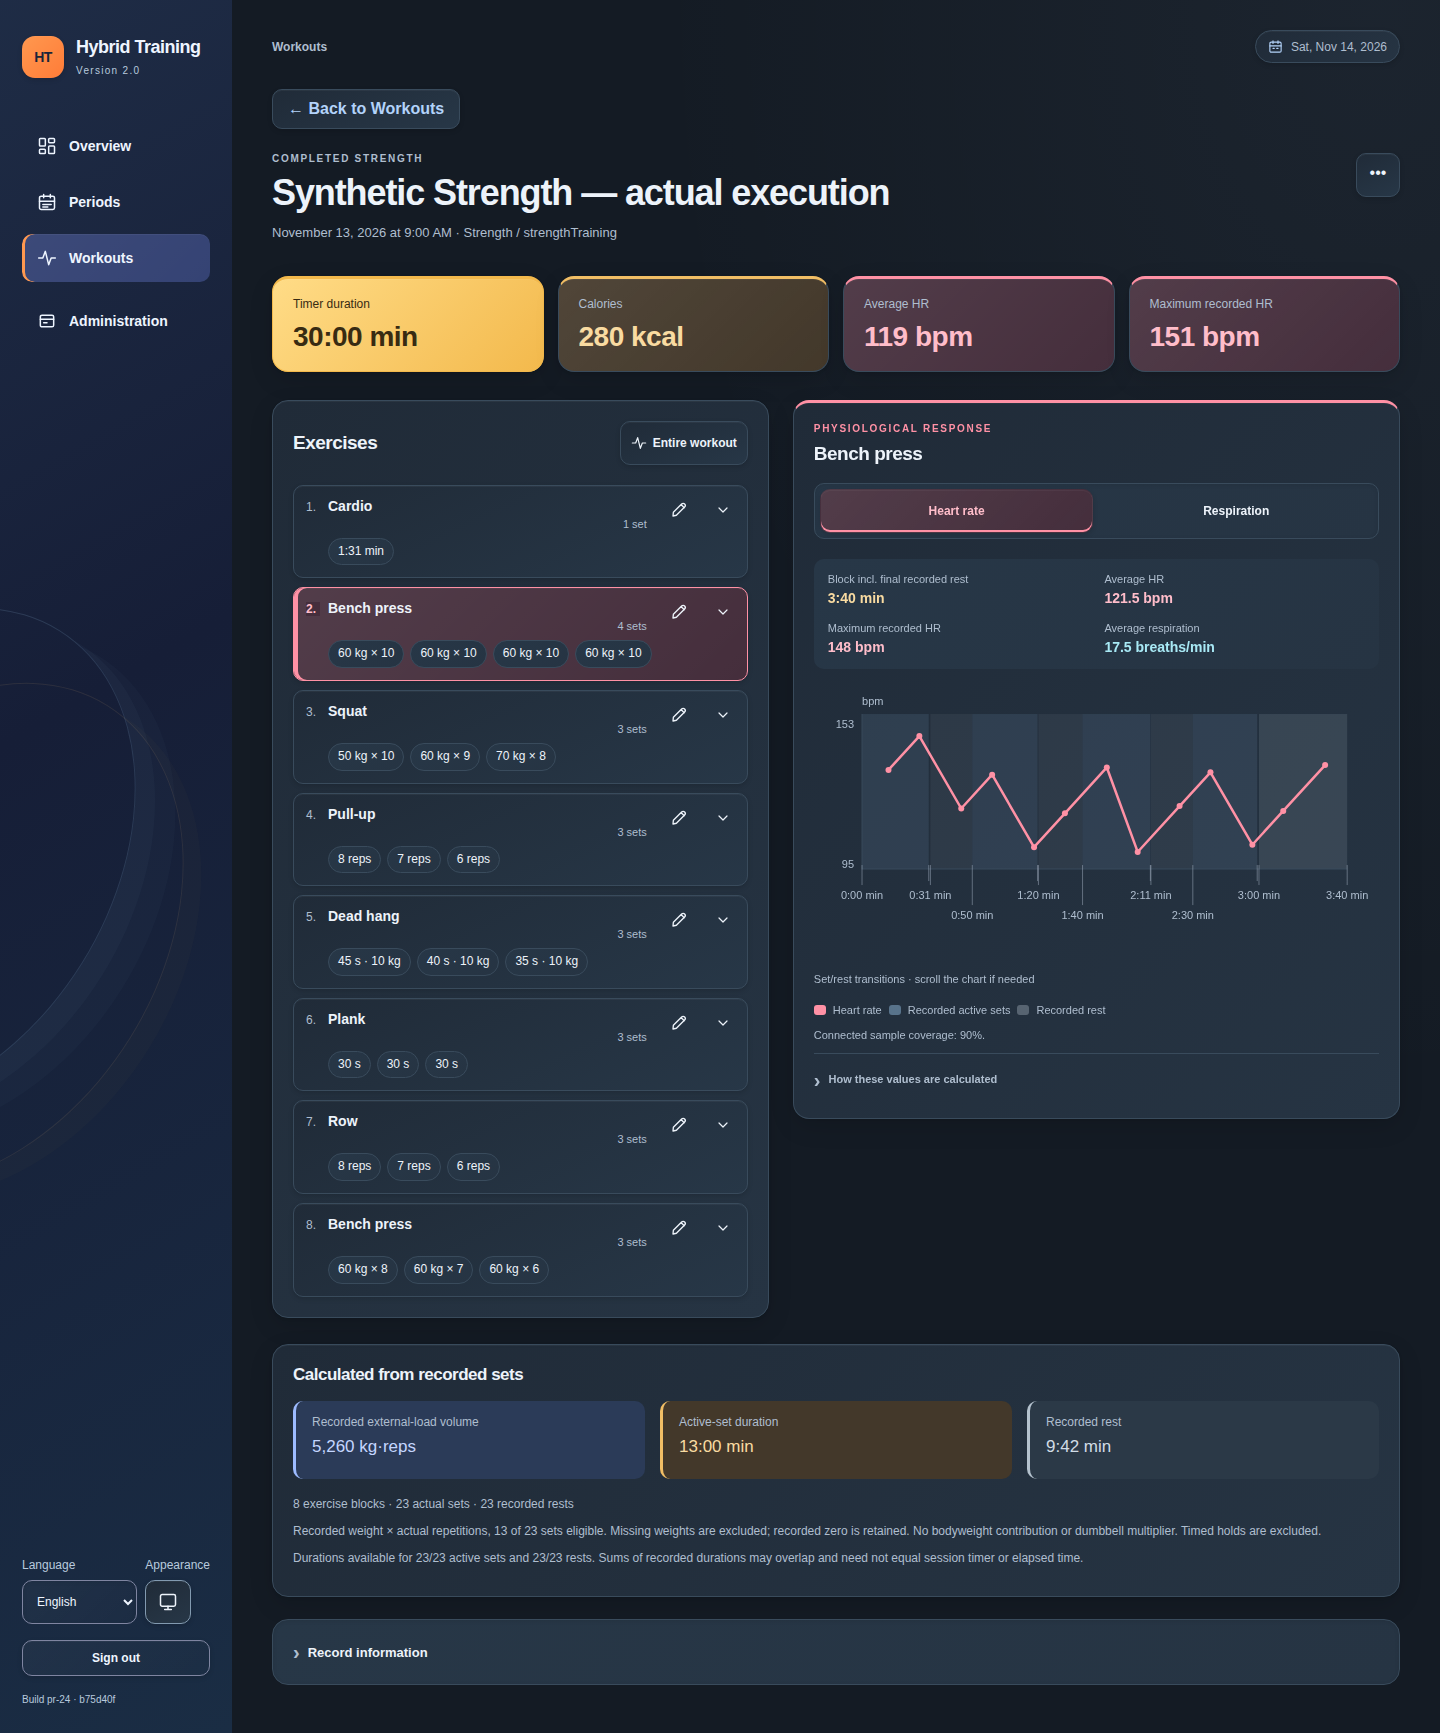 HT
Hybrid Training
Version 2.0
Overview
Periods
Workouts
Administration
Language
Appearance
English
Sign out
Build pr-24 · b75d40f
Workouts
Sat, Nov 14, 2026
← Back to Workouts
COMPLETED STRENGTH
Synthetic Strength — actual execution
•••
November 13, 2026 at 9:00 AM · Strength / strengthTraining
Timer duration
30:00 min
Calories
280 kcal
Average HR
119 bpm
Maximum recorded HR
151 bpm
Exercises
Entire workout
1. Cardio
1 set
1:31 min
2. Bench press
4 sets
60 kg × 10 60 kg × 10 60 kg × 10 60 kg × 10
3. Squat
3 sets
50 kg × 10 60 kg × 9 70 kg × 8
4. Pull-up
3 sets
8 reps 7 reps 6 reps
5. Dead hang
3 sets
45 s · 10 kg 40 s · 10 kg 35 s · 10 kg
6. Plank
3 sets
30 s 30 s 30 s
7. Row
3 sets
8 reps 7 reps 6 reps
8. Bench press
3 sets
60 kg × 8 60 kg × 7 60 kg × 6
PHYSIOLOGICAL RESPONSE
Bench press
Heart rate Respiration
Block incl. final recorded rest
3:40 min
Average HR
121.5 bpm
Maximum recorded HR
148 bpm
Average respiration
17.5 breaths/min
bpm
153
95
0:00 min 0:31 min 1:20 min 2:11 min 3:00 min 3:40 min
0:50 min 1:40 min 2:30 min
Set/rest transitions · scroll the chart if needed
Heart rate Recorded active sets Recorded rest
Connected sample coverage: 90%.
› How these values are calculated
Calculated from recorded sets
Recorded external-load volume
5,260 kg·reps
Active-set duration
13:00 min
Recorded rest
9:42 min
8 exercise blocks · 23 actual sets · 23 recorded rests
Recorded weight × actual repetitions, 13 of 23 sets eligible. Missing weights are excluded; recorded zero is retained. No bodyweight contribution or dumbbell multiplier. Timed holds are excluded.
Durations available for 23/23 active sets and 23/23 rests. Sums of recorded durations may overlap and need not equal session timer or elapsed time.
› Record information